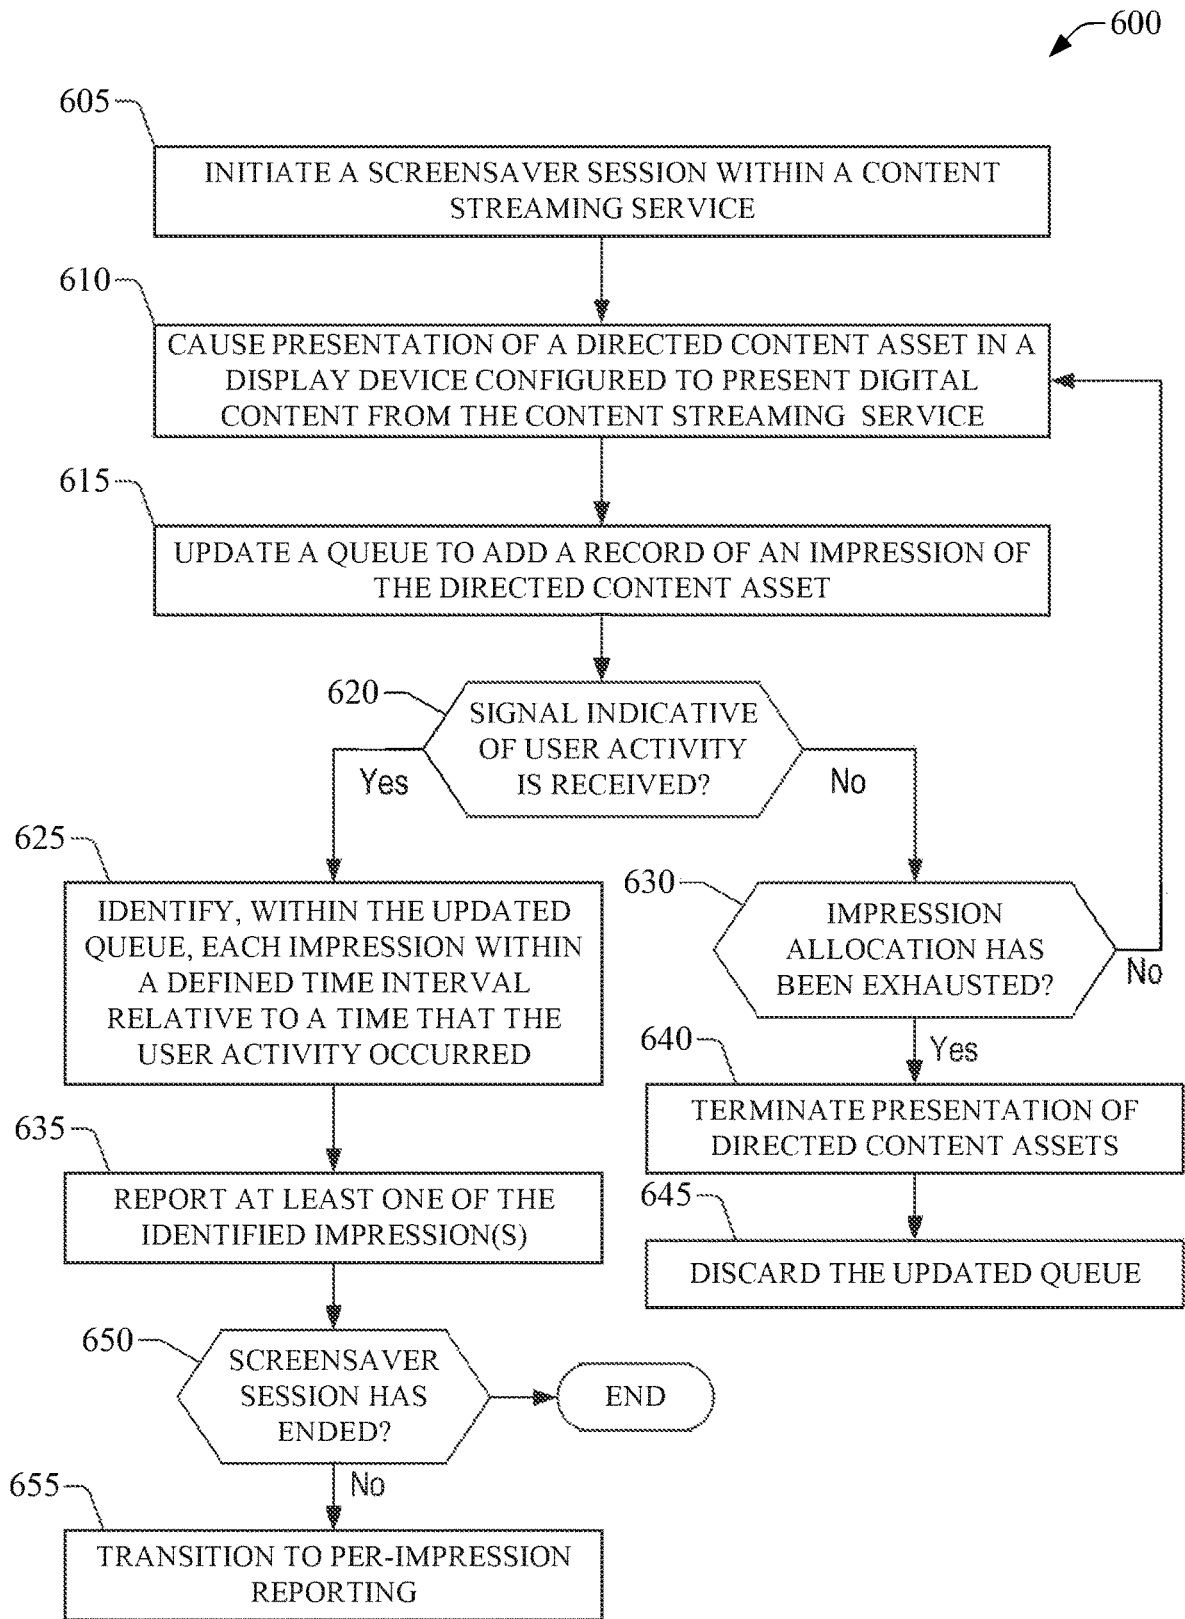 600
605
INITIATE A SCREENSAVER SESSION WITHIN A CONTENT
STREAMING SERVICE
610
CAUSE PRESENTATION OF A DIRECTED CONTENT ASSET IN A
DISPLAY DEVICE CONFIGURED TO PRESENT DIGITAL
CONTENT FROM THE CONTENT STREAMING SERVICE
615
UPDATE A QUEUE TO ADD A RECORD OF AN IMPRESSION OF
THE DIRECTED CONTENT ASSET
620
SIGNAL INDICATIVE
OF USER ACTIVITY
IS RECEIVED?
Yes
No
625
IDENTIFY, WITHIN THE UPDATED
QUEUE, EACH IMPRESSION WITHIN
A DEFINED TIME INTERVAL
RELATIVE TO A TIME THAT THE
USER ACTIVITY OCCURRED
630
IMPRESSION
ALLOCATION HAS
BEEN EXHAUSTED?
No
Yes
635
REPORT AT LEAST ONE OF THE
IDENTIFIED IMPRESSION(S)
640
TERMINATE PRESENTATION OF
DIRECTED CONTENT ASSETS
645
DISCARD THE UPDATED QUEUE
650
SCREENSAVER
SESSION HAS
ENDED?
END
No
655
TRANSITION TO PER-IMPRESSION
REPORTING